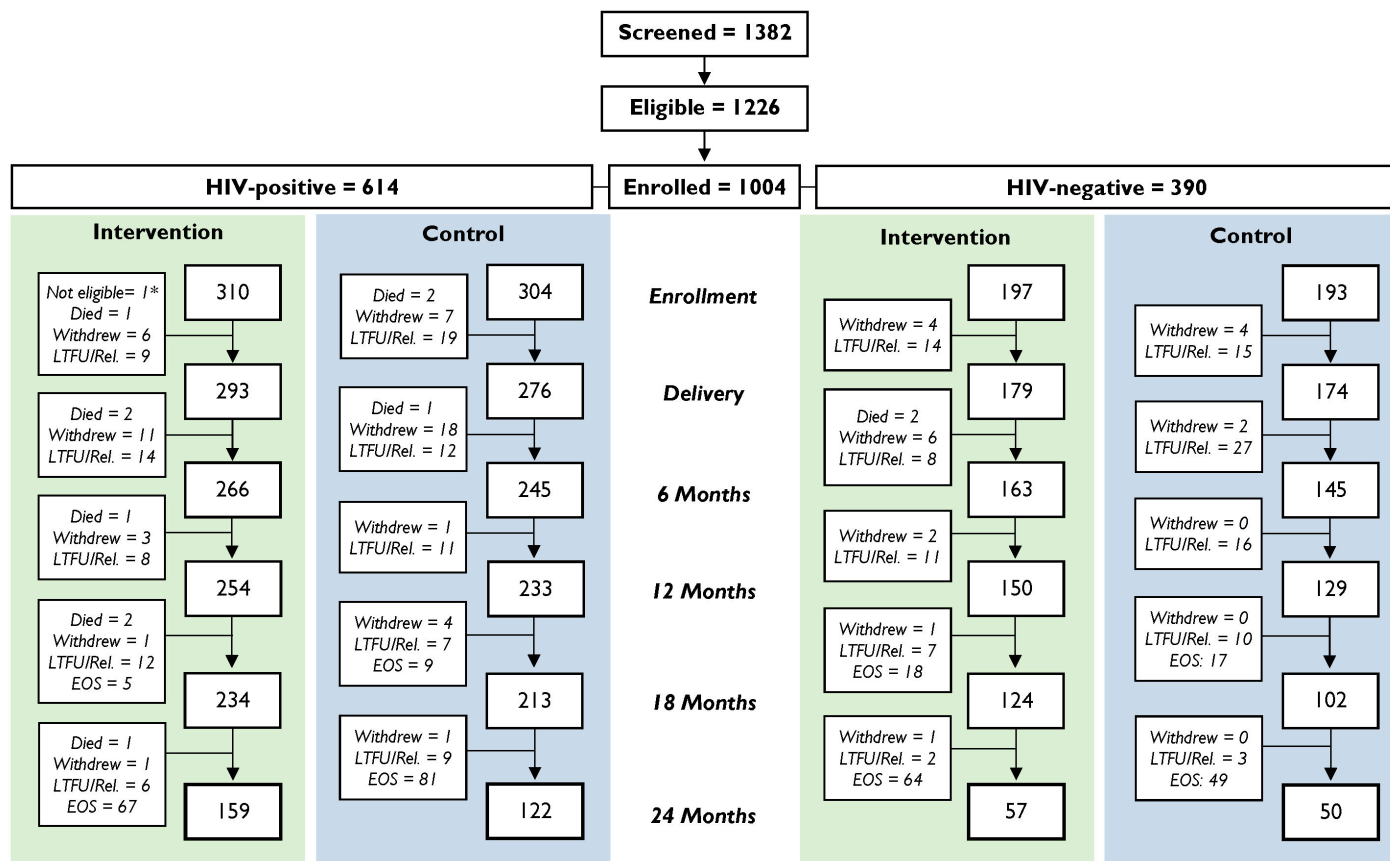 Screened = 1382
Eligible = 1226
HIV-positive = 614
Enrolled = 1004
HIV-negative = 390
Intervention
Not eligible= 1*
Died = 1
Withdrew = 6
LTFU/Rel. = 9
Died = 2
Withdrew = 11
LTFU/Rel. = 14
Died = 1
Withdrew = 3
LTFU/Rel. = 8
Died = 2
Withdrew = 1
LTFU/Rel. = 12
EOS = 5
Died = 1
Withdrew = 1
LTFU/Rel. = 6
EOS = 67
310
293
266
254
234
159
Control
Died = 2
Withdrew = 7
LTFU/Rel. = 19
Died = 1
Withdrew = 18
LTFU/Rel. = 12
Withdrew = 1
LTFU/Rel. = 11
Withdrew = 4
LTFU/Rel. = 7
EOS = 9
Withdrew = 1
LTFU/Rel. = 9
EOS = 81
304
276
245
233
213
122
Enrollment
Delivery
6 Months
12 Months
18 Months
24 Months
Intervention
Withdrew = 4
LTFU/Rel. = 14
Died = 2
Withdrew = 6
LTFU/Rel. = 8
Withdrew = 2
LTFU/Rel. = 11
Withdrew = 1
LTFU/Rel. = 7
EOS = 18
Withdrew = 1
LTFU/Rel. = 2
EOS = 64
197
179
163
150
124
57
Control
Withdrew = 4
LTFU/Rel. = 15
Withdrew = 2
LTFU/Rel. = 27
Withdrew = 0
LTFU/Rel. = 16
Withdrew = 0
LTFU/Rel. = 10
EOS: 17
Withdrew = 0
LTFU/Rel. = 3
EOS: 49
193
174
145
129
102
50